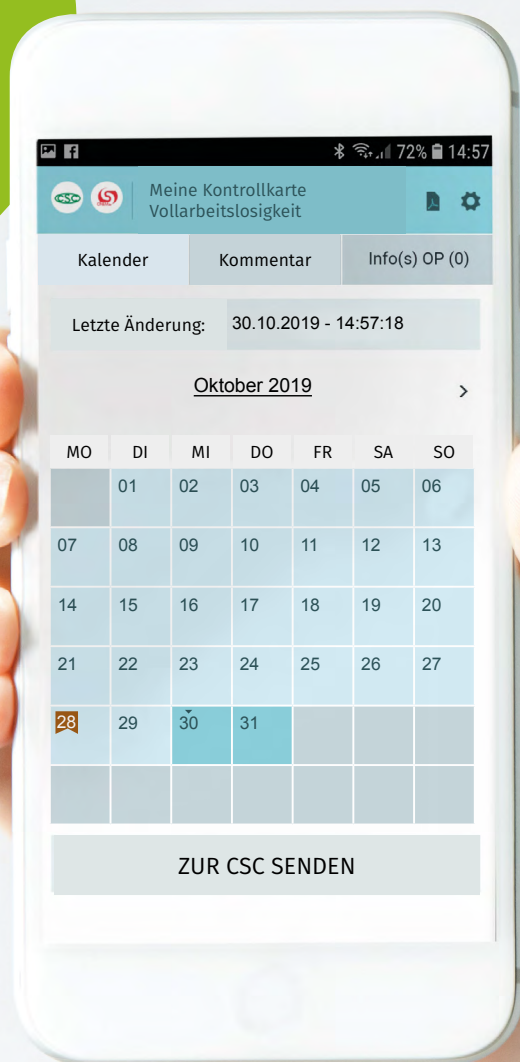 72% 14:57
CSC
Meine Kontrollkarte
Vollarbeitslosigkeit
Kalender Kommentar Info(s) OP (0)
Letzte Änderung: 30.10.2019 - 14:57:18
Oktober 2019 >
MO DI MI DO FR SA SO
01 02 03 04 05 06
07 08 09 10 11 12 13
14 15 16 17 18 19 20
21 22 23 24 25 26 27
28 29 30 31
ZUR CSC SENDEN